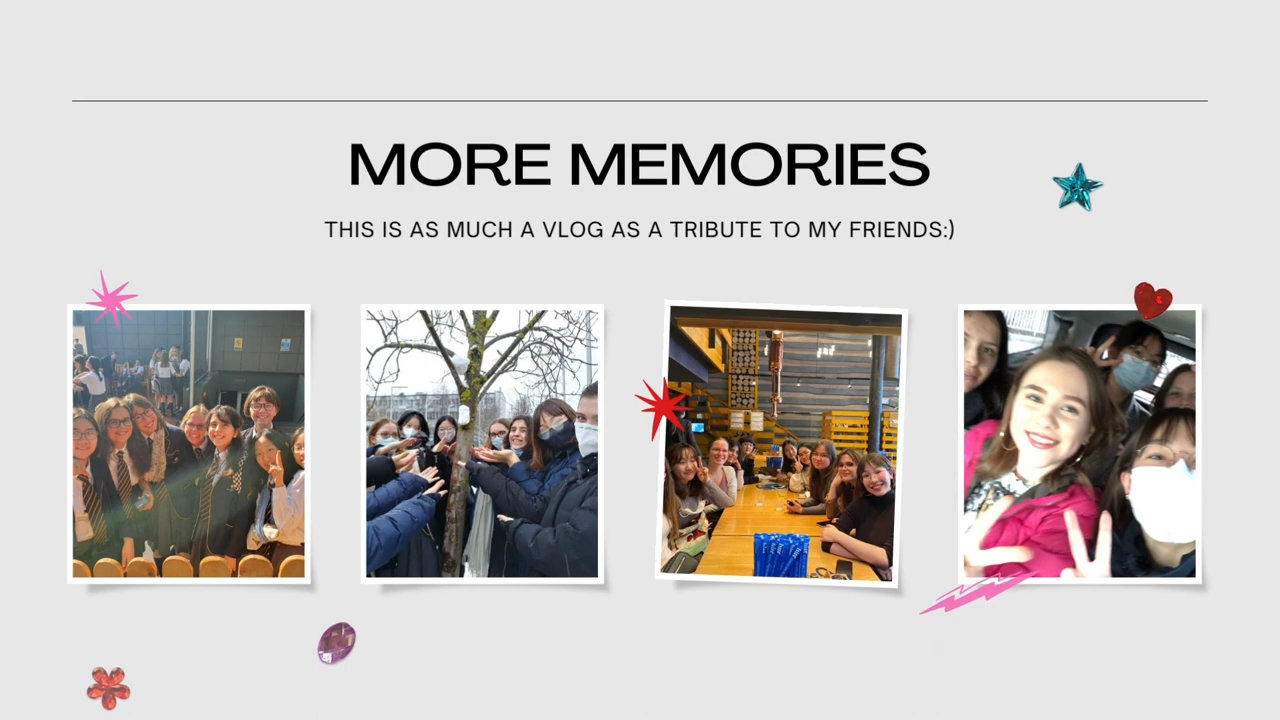 MORE MEMORIES
THIS IS AS MUCH A VLOG AS A TRIBUTE TO MY FRIENDS:)